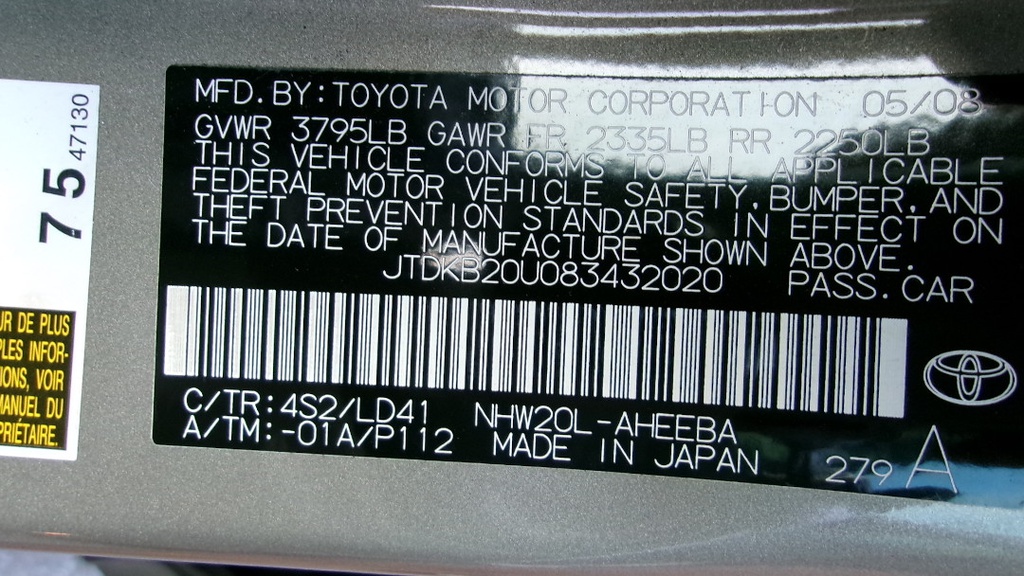 MFD. BY: TOYOTA MOTOR CORPORATION 05/08
GVWR 3795LB GAWR FR 2335LB RR 2250LB
THIS VEHICLE CONFORMS TO ALL APPLICABLE
FEDERAL MOTOR VEHICLE SAFETY, BUMPER, AND
THEFT PREVENTION STANDARDS IN EFFECT ON
THE DATE OF MANUFACTURE SHOWN ABOVE.
JTDKB20U083432020 PASS. CAR
C/TR: 4S2/LD41 NHW20L-AHEEBA
A/TM: -01A/P112 MADE IN JAPAN
279 A
75 47130
UR DE PLUS
PLES INFOR-
IONS, VOIR
MANUEL DU
PRIÉTAIRE.